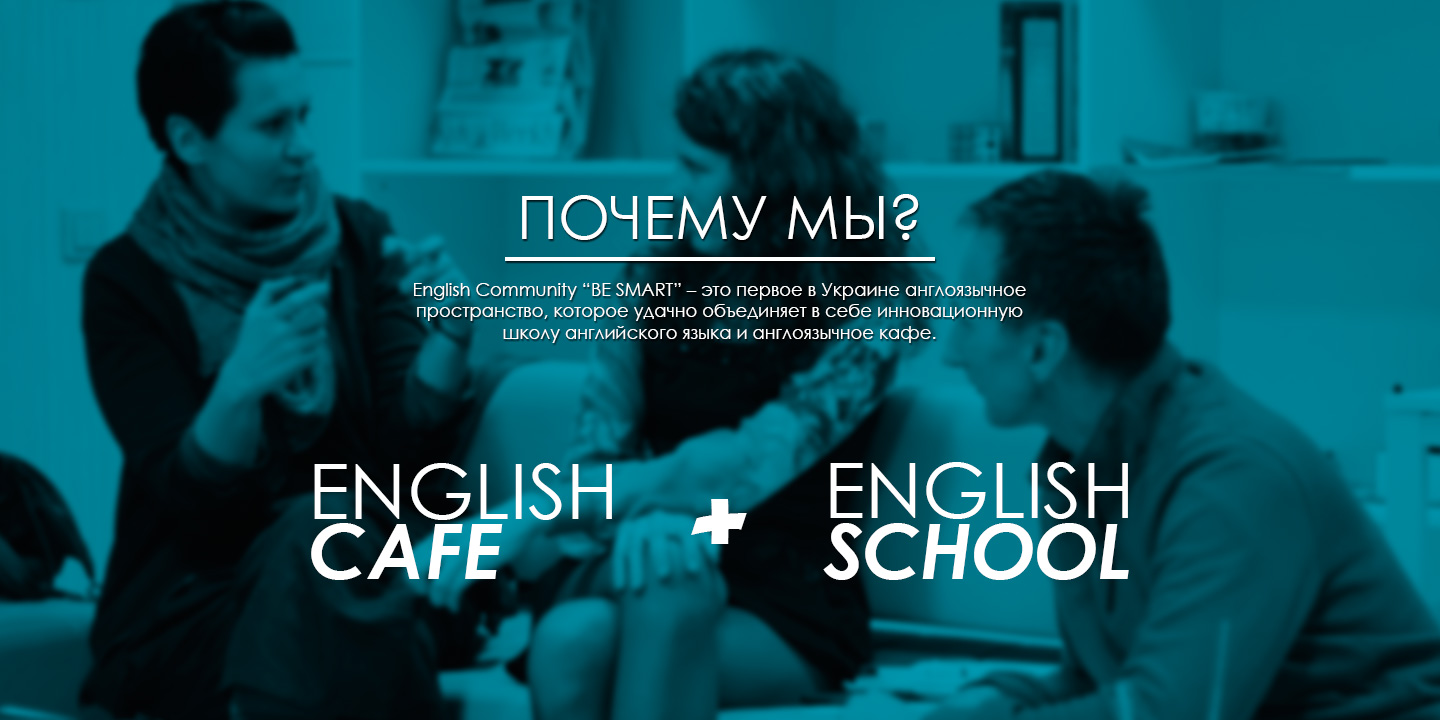 ПОЧЕМУ МЫ?
English Community “BE SMART” – это первое в Украине англоязычное
пространство, которое удачно объединяет в себе инновационную
школу английского языка и англоязычное кафе.
ENGLISH
CAFE
+
ENGLISH
SCHOOL